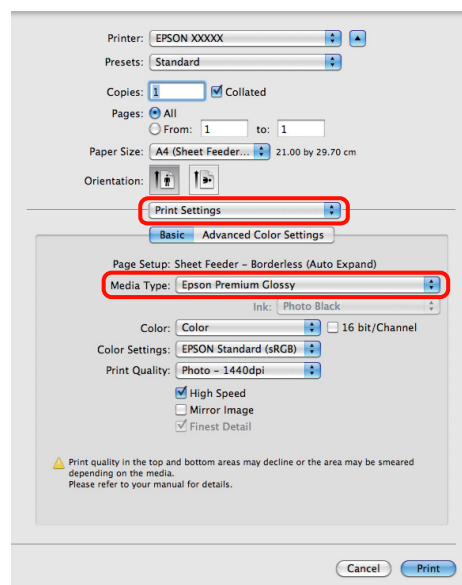 Printer: EPSON XXXXX
Presets: Standard
Copies: 1 Collated
Pages: All
From: 1 to: 1
Paper Size: A4 (Sheet Feeder... 21.00 by 29.70 cm
Orientation:
Print Settings
Basic Advanced Color Settings
Page Setup: Sheet Feeder – Borderless (Auto Expand)
Media Type: Epson Premium Glossy
Ink: Photo Black
Color: Color 16 bit/Channel
Color Settings: EPSON Standard (sRGB)
Print Quality: Photo – 1440dpi
High Speed
Mirror Image
Finest Detail
Print quality in the top and bottom areas may decline or the area may be smeared
depending on the media.
Please refer to your manual for details.
Cancel Print